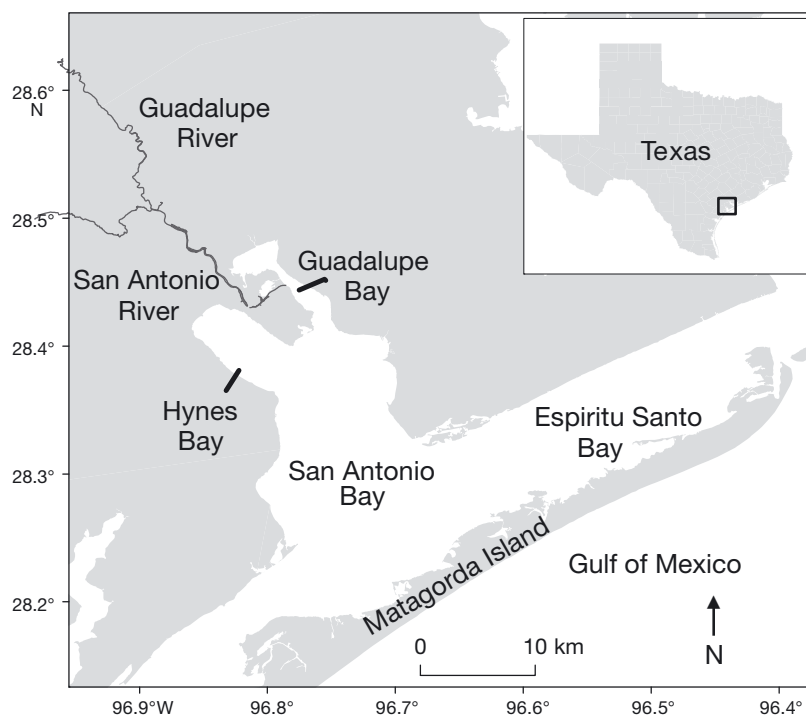 28.6°
N
28.5°
28.4°
28.3°
28.2°
Guadalupe
River
San Antonio
River
Guadalupe
Bay
Hynes
Bay
San Antonio
Bay
Espiritu Santo
Bay
Matagorda Island
Gulf of Mexico
Texas
0 10 km
N
96.9°W 96.8° 96.7° 96.6° 96.5° 96.4°